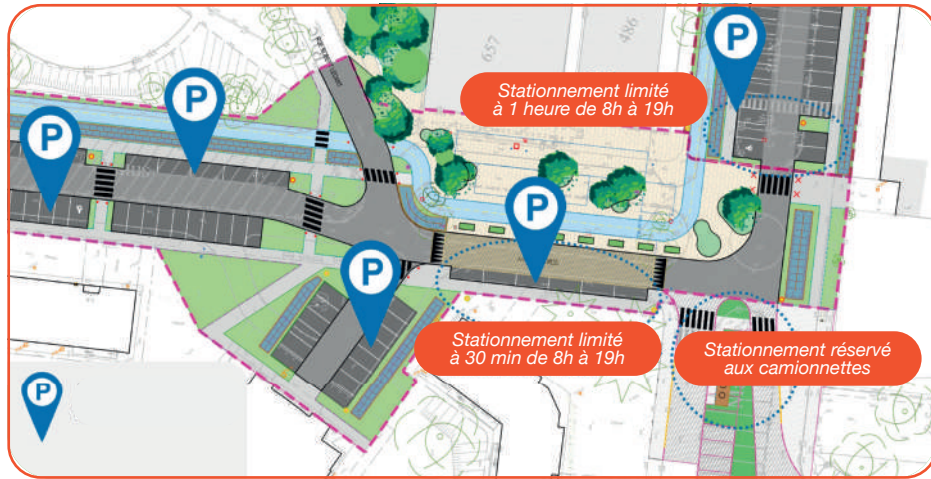 657
486
P
P
P
P
P
P
Stationnement limité
à 1 heure de 8h à 19h
Stationnement limité
à 30 min de 8h à 19h
Stationnement réservé
aux camionnettes